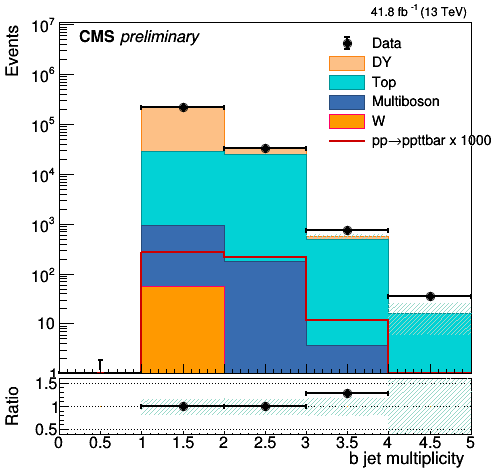 41.8 fb⁻¹ (13 TeV)
CMS preliminary
Events
10⁷
10⁶
10⁵
10⁴
10³
10²
10
1
Data
DY
Top
Multiboson
W
pp→ppttbar x 1000
Ratio
1.5
1
0.5
0 0.5 1 1.5 2 2.5 3 3.5 4 4.5 5
b jet multiplicity